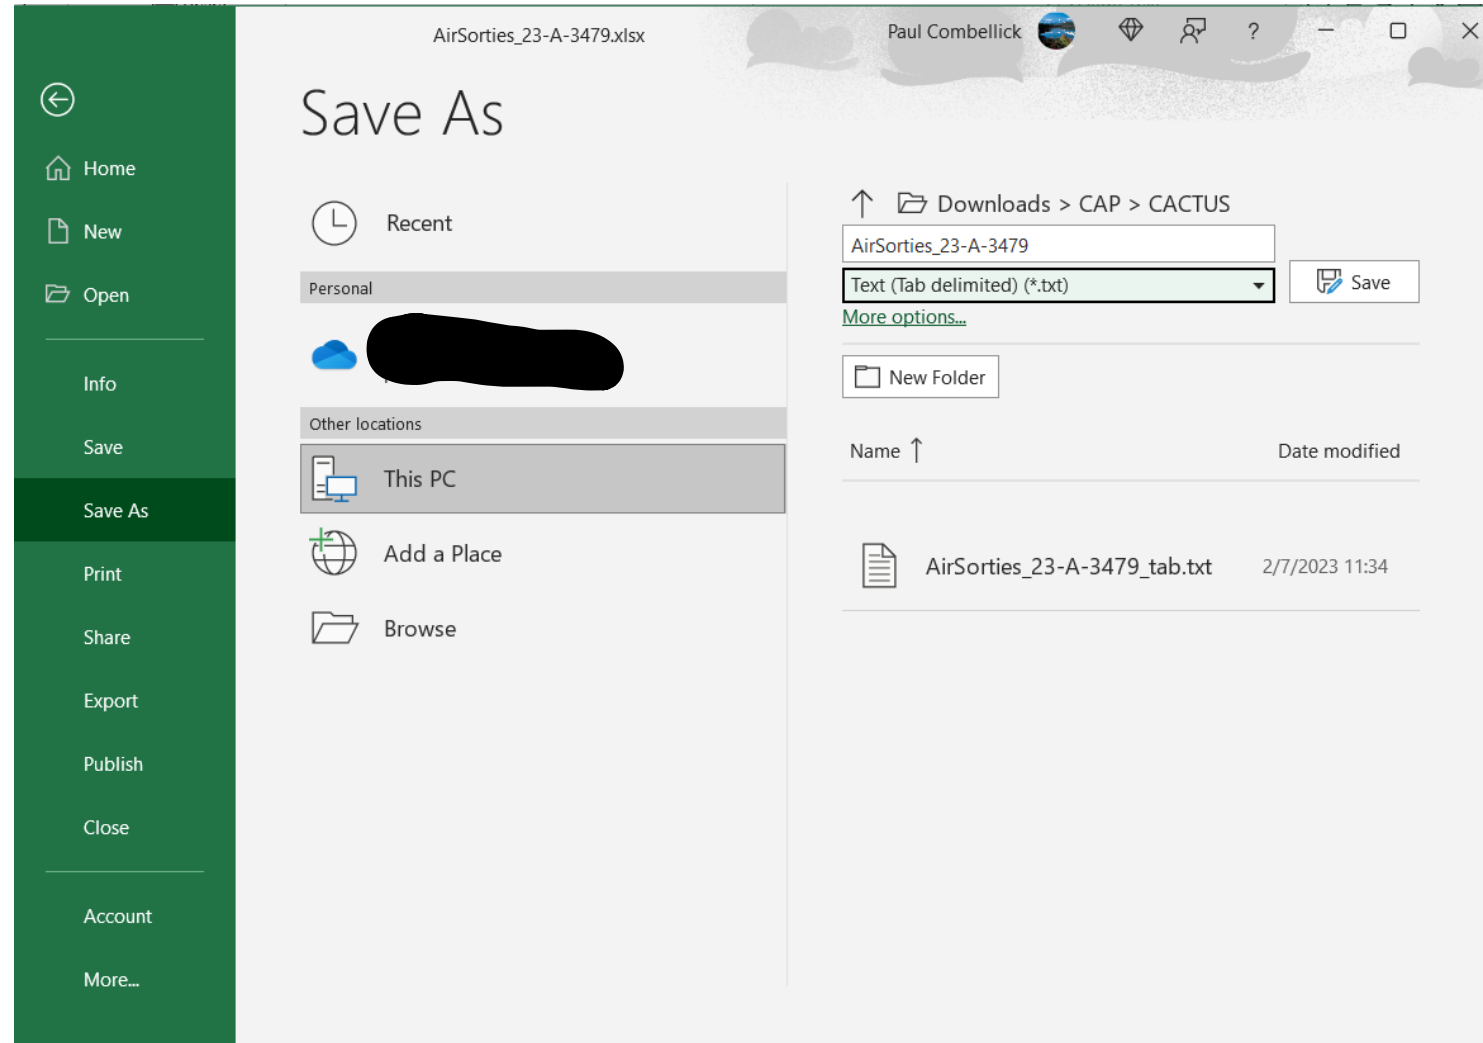 AirSorties_23-A-3479.xlsx
Paul Combellick
?
Save As
Home
New
Open
Info
Save
Save As
Print
Share
Export
Publish
Close
Account
More...
Recent
Personal
Other locations
This PC
Add a Place
Browse
Downloads > CAP > CACTUS
AirSorties_23-A-3479
Text (Tab delimited) (*.txt)
Save
More options...
New Folder
Name
Date modified
AirSorties_23-A-3479_tab.txt
2/7/2023 11:34